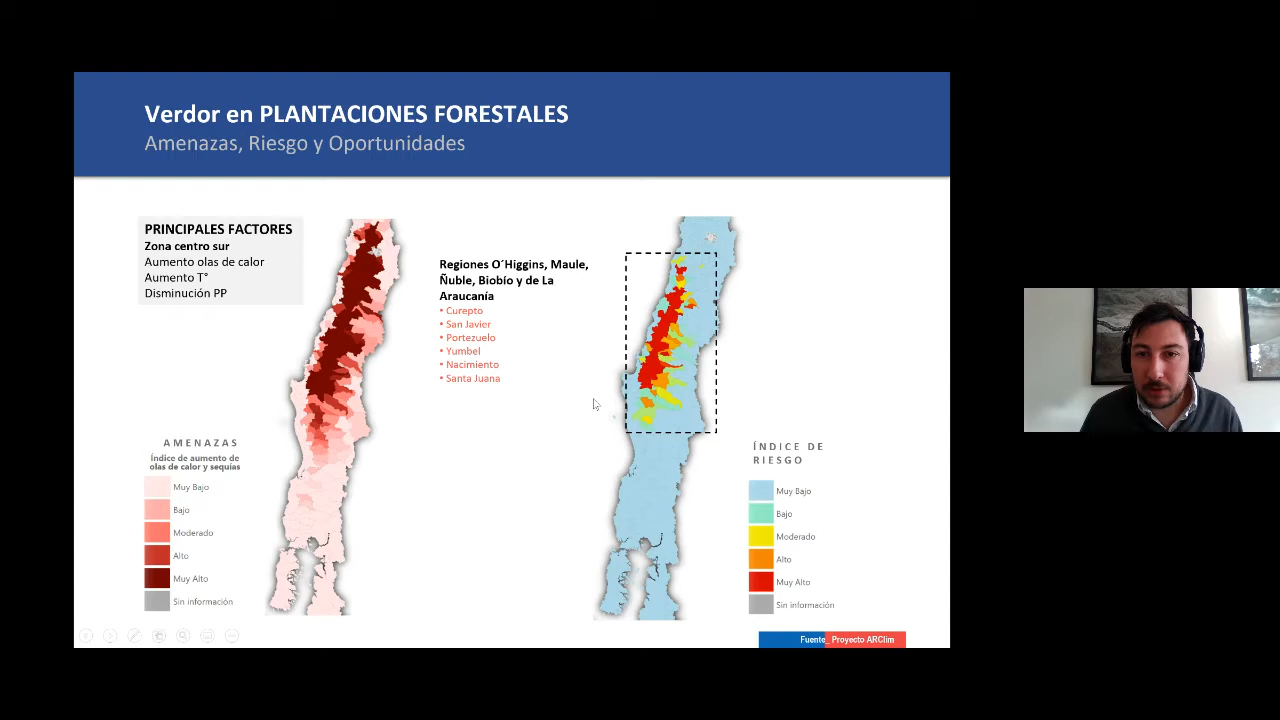 Verdor en PLANTACIONES FORESTALES
Amenazas, Riesgo y Oportunidades
PRINCIPALES FACTORES
Zona centro sur
Aumento olas de calor
Aumento T°
Disminución PP
Regiones O´Higgins, Maule,
Ñuble, Biobío y de La
Araucanía
• Curepto
• San Javier
• Portezuelo
• Yumbel
• Nacimiento
• Santa Juana
AMENAZAS
Índice de aumento de
olas de calor y sequías
Muy Bajo
Bajo
Moderado
Alto
Muy Alto
Sin información
ÍNDICE DE
RIESGO
Muy Bajo
Bajo
Moderado
Alto
Muy Alto
Sin información
Fuente_ Proyecto ARClim